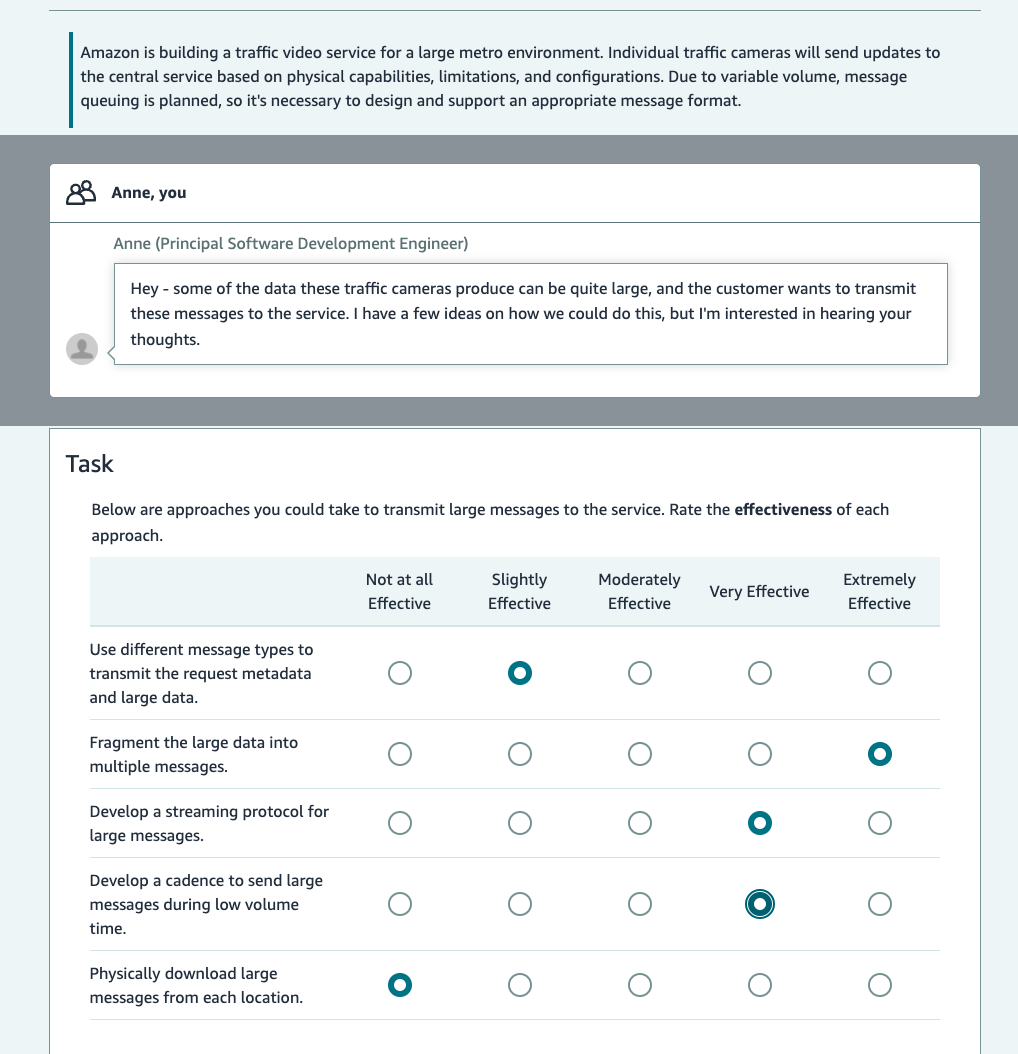 Amazon is building a traffic video service for a large metro environment. Individual traffic cameras will send updates to
the central service based on physical capabilities, limitations, and configurations. Due to variable volume, message
queuing is planned, so it's necessary to design and support an appropriate message format.
Anne, you
Anne (Principal Software Development Engineer)
Hey - some of the data these traffic cameras produce can be quite large, and the customer wants to transmit
these messages to the service. I have a few ideas on how we could do this, but I'm interested in hearing your
thoughts.
Task
Below are approaches you could take to transmit large messages to the service. Rate the effectiveness of each
approach.
Not at all
Effective
Slightly
Effective
Moderately
Effective
Very Effective
Extremely
Effective
Use different message types to
transmit the request metadata
and large data.
Fragment the large data into
multiple messages.
Develop a streaming protocol for
large messages.
Develop a cadence to send large
messages during low volume
time.
Physically download large
messages from each location.